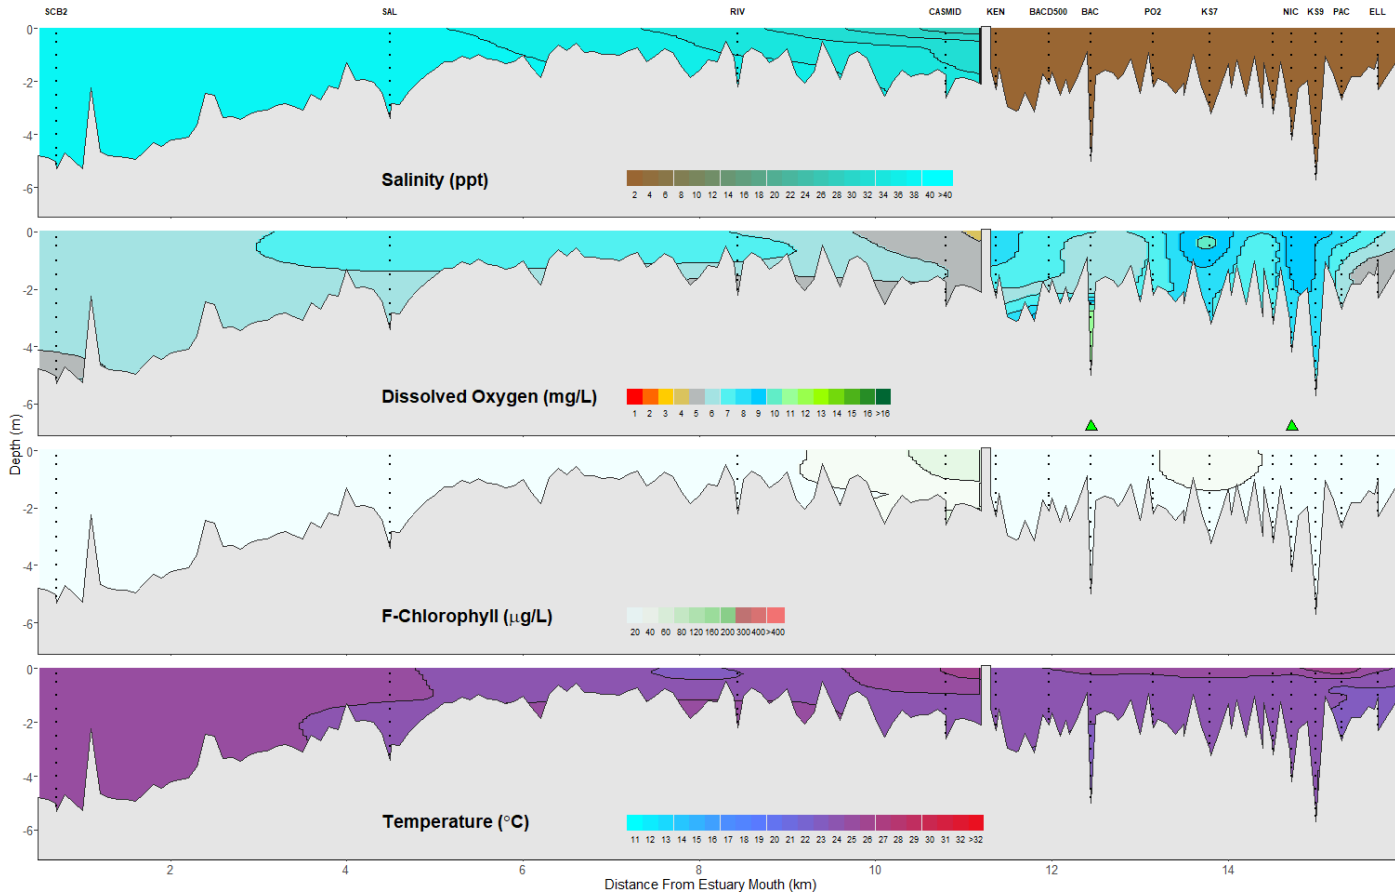 SCB2 SAL RIV CASMID KEN BACD500 BAC PO2 KS7 NIC KS9 PAC ELL
0
-2
-4
-6
Salinity (ppt)
2 4 6 8 10 12 14 16 18 20 22 24 26 28 30 32 34 36 38 40 >40
0
-2
-4
-6
Dissolved Oxygen (mg/L)
1 2 3 4 5 6 7 8 9 10 11 12 13 14 15 16 >16
Depth (m)
0
-2
-4
-6
F-Chlorophyll (µg/L)
20 40 60 80 120 160 200 300 400 >400
0
-2
-4
-6
Temperature (°C)
11 12 13 14 15 16 17 18 19 20 21 22 23 24 25 26 27 28 29 30 31 32 >32
2 4 6 8 10 12 14
Distance From Estuary Mouth (km)